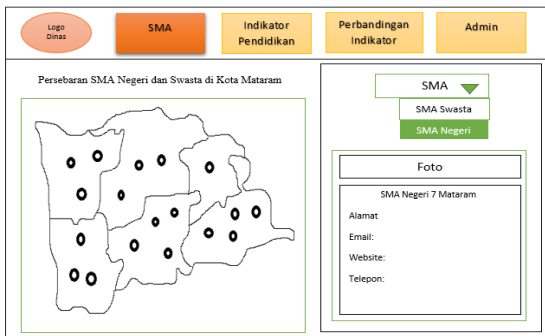 Logo
Dinas
SMA
Indikator
Pendidikan
Perbandingan
Indikator
Admin
Persebaran SMA Negeri dan Swasta di Kota Mataram
SMA
SMA Swasta
SMA Negeri
Foto
SMA Negeri 7 Mataram
Alamat
Email:
Website:
Telepon: